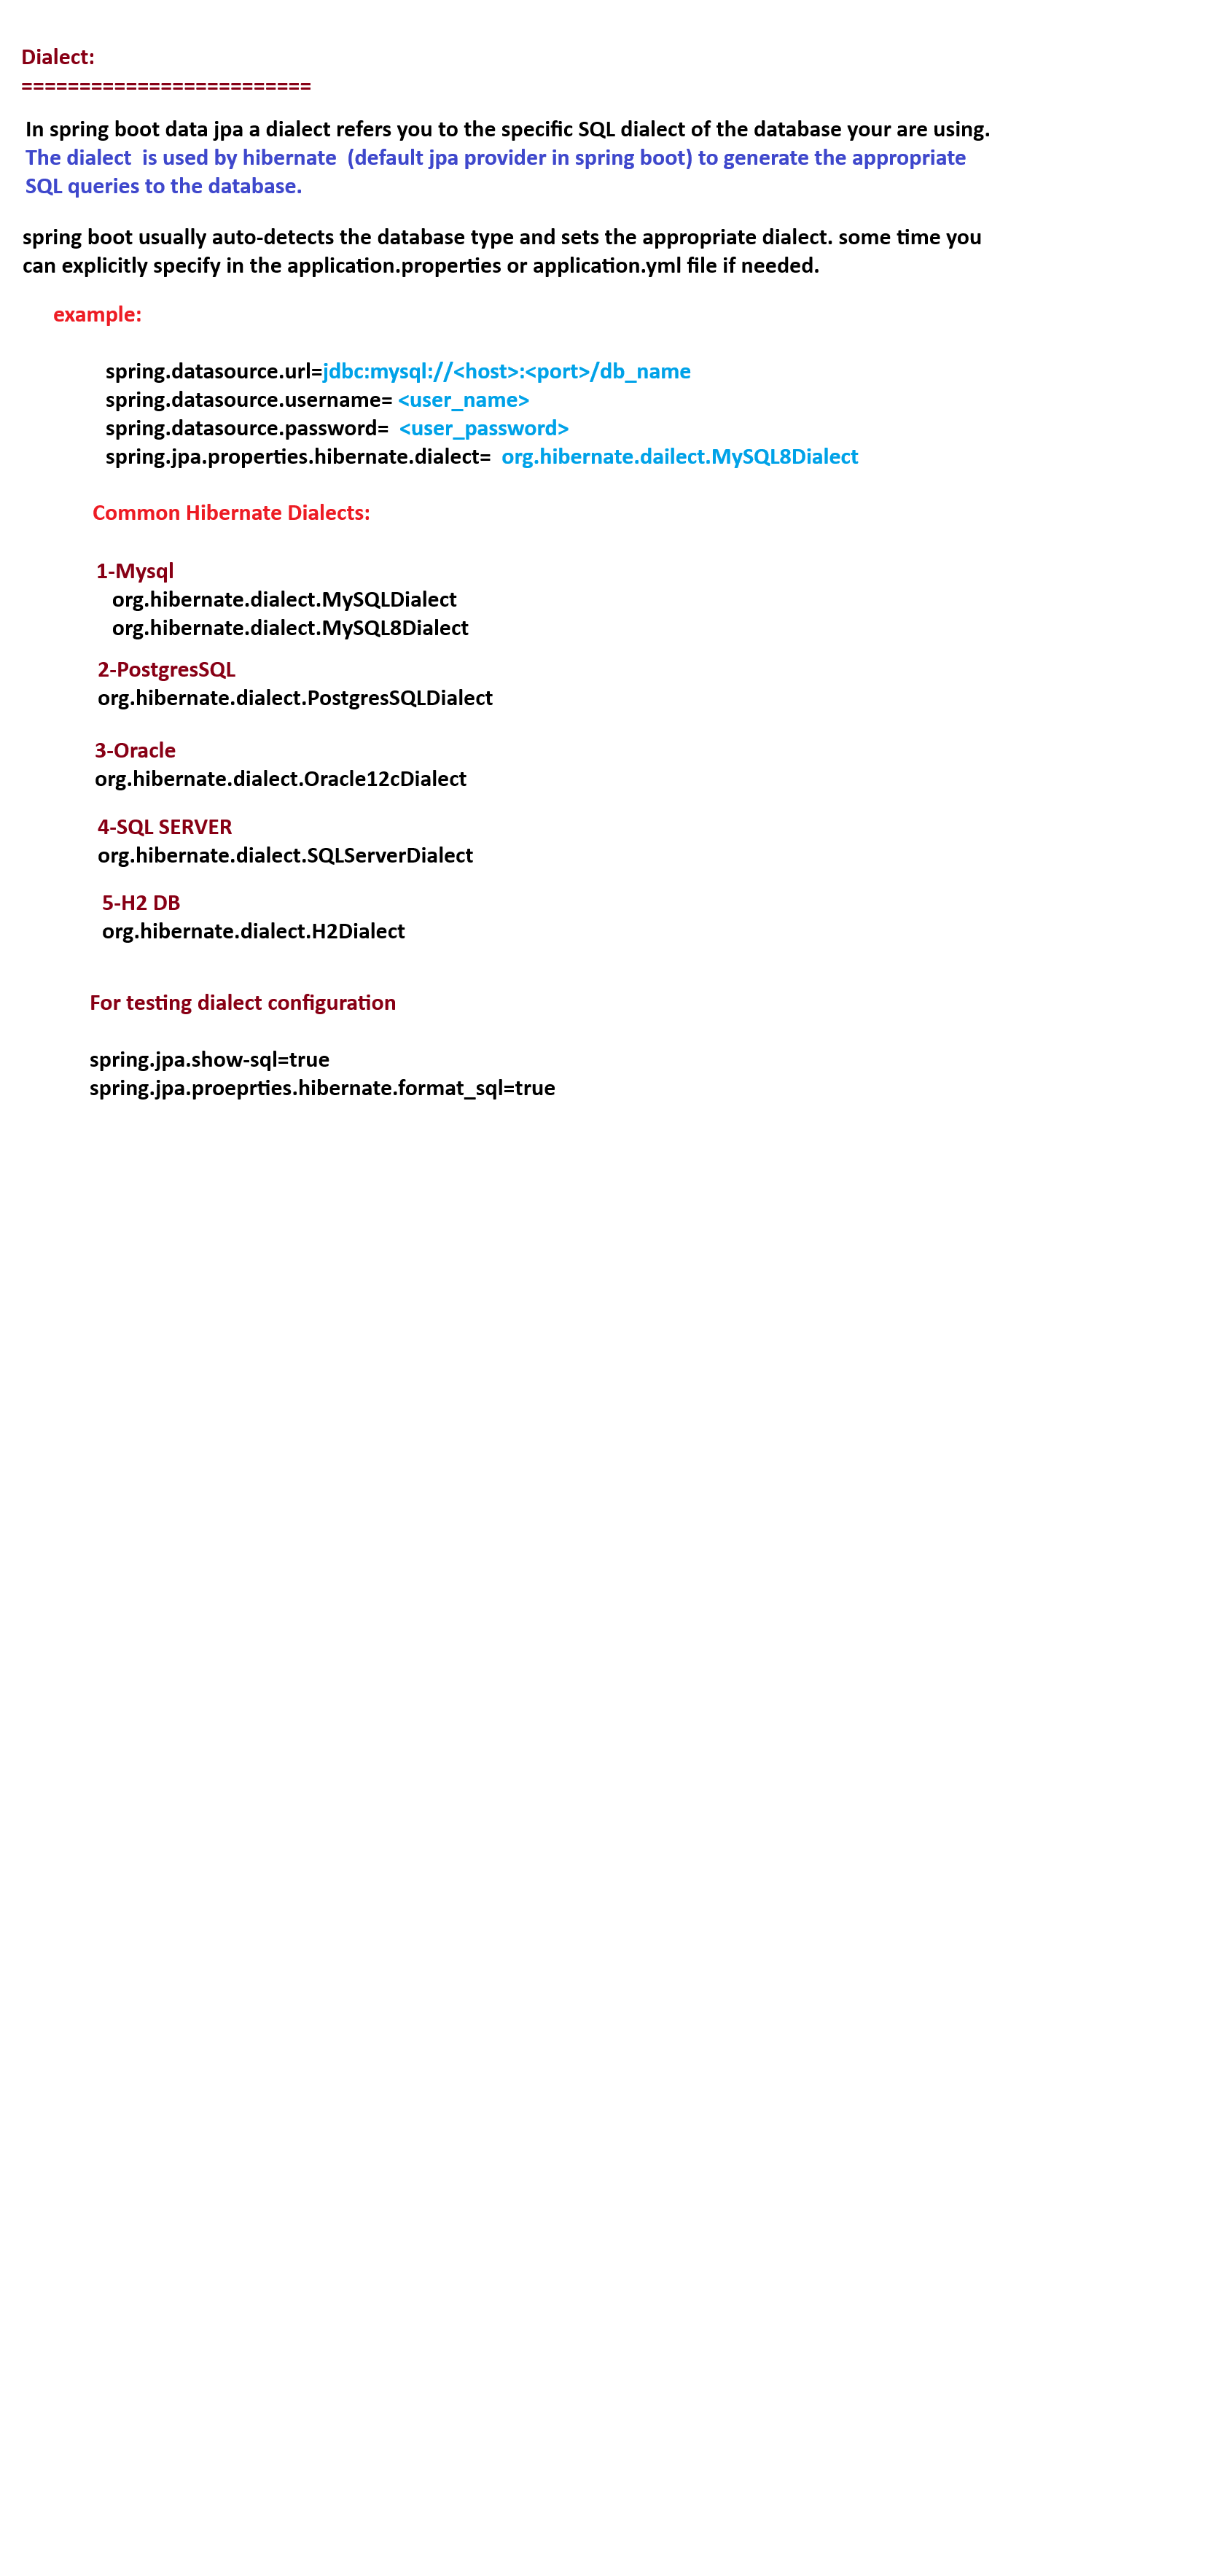 Dialect:
=========================
In spring boot data jpa a dialect refers you to the specific SQL dialect of the database your are using.
The dialect  is used by hibernate  (default jpa provider in spring boot) to generate the appropriate
SQL queries to the database.
spring boot usually auto-detects the database type and sets the appropriate dialect. some time you
can explicitly specify in the application.properties or application.yml file if needed.
example:
spring.datasource.url=jdbc:mysql://<host>:<port>/db_name
spring.datasource.username= <user_name>
spring.datasource.password=  <user_password>
spring.jpa.properties.hibernate.dialect=  org.hibernate.dailect.MySQL8Dialect
Common Hibernate Dialects:
1-Mysql
org.hibernate.dialect.MySQLDialect
org.hibernate.dialect.MySQL8Dialect
2-PostgresSQL
org.hibernate.dialect.PostgresSQLDialect
3-Oracle
org.hibernate.dialect.Oracle12cDialect
4-SQL SERVER
org.hibernate.dialect.SQLServerDialect
5-H2 DB
org.hibernate.dialect.H2Dialect
For testing dialect configuration
spring.jpa.show-sql=true
spring.jpa.proeprties.hibernate.format_sql=true